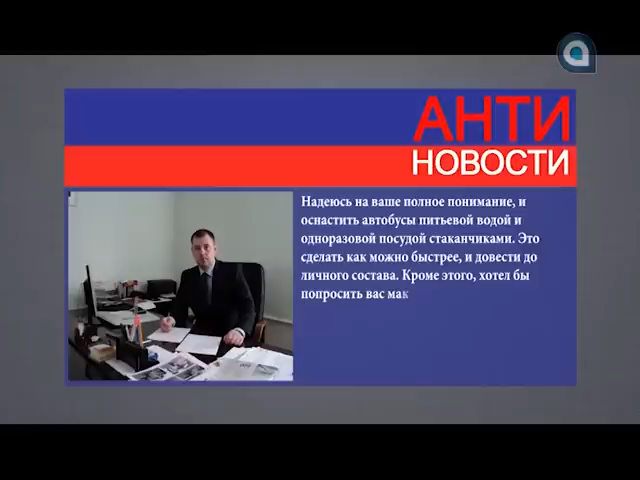 АНТИ
НОВОСТИ
Надеюсь на ваше полное понимание, и
оснастить автобусы питьевой водой и
одноразовой посудой стаканчиками. Это
сделать как можно быстрее, и довести до
личного состава. Кроме этого, хотел бы
попросить вас мак